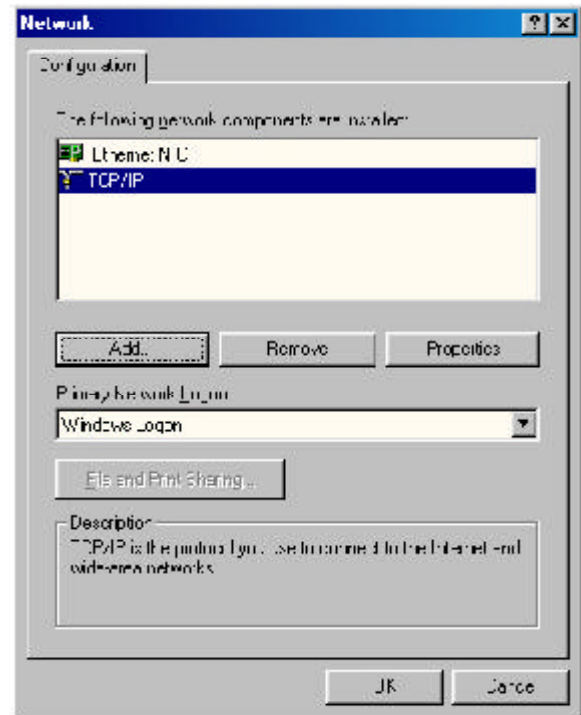 Network
Configuration
The following network components are installed:
Ethernet NIC
TCP/IP
Add...
Remove
Properties
Primary Network Logon:
Windows Logon
File and Print Sharing...
Description
TCP/IP is the protocol you use to connect to the Internet and
wide-area networks.
OK
Cancel